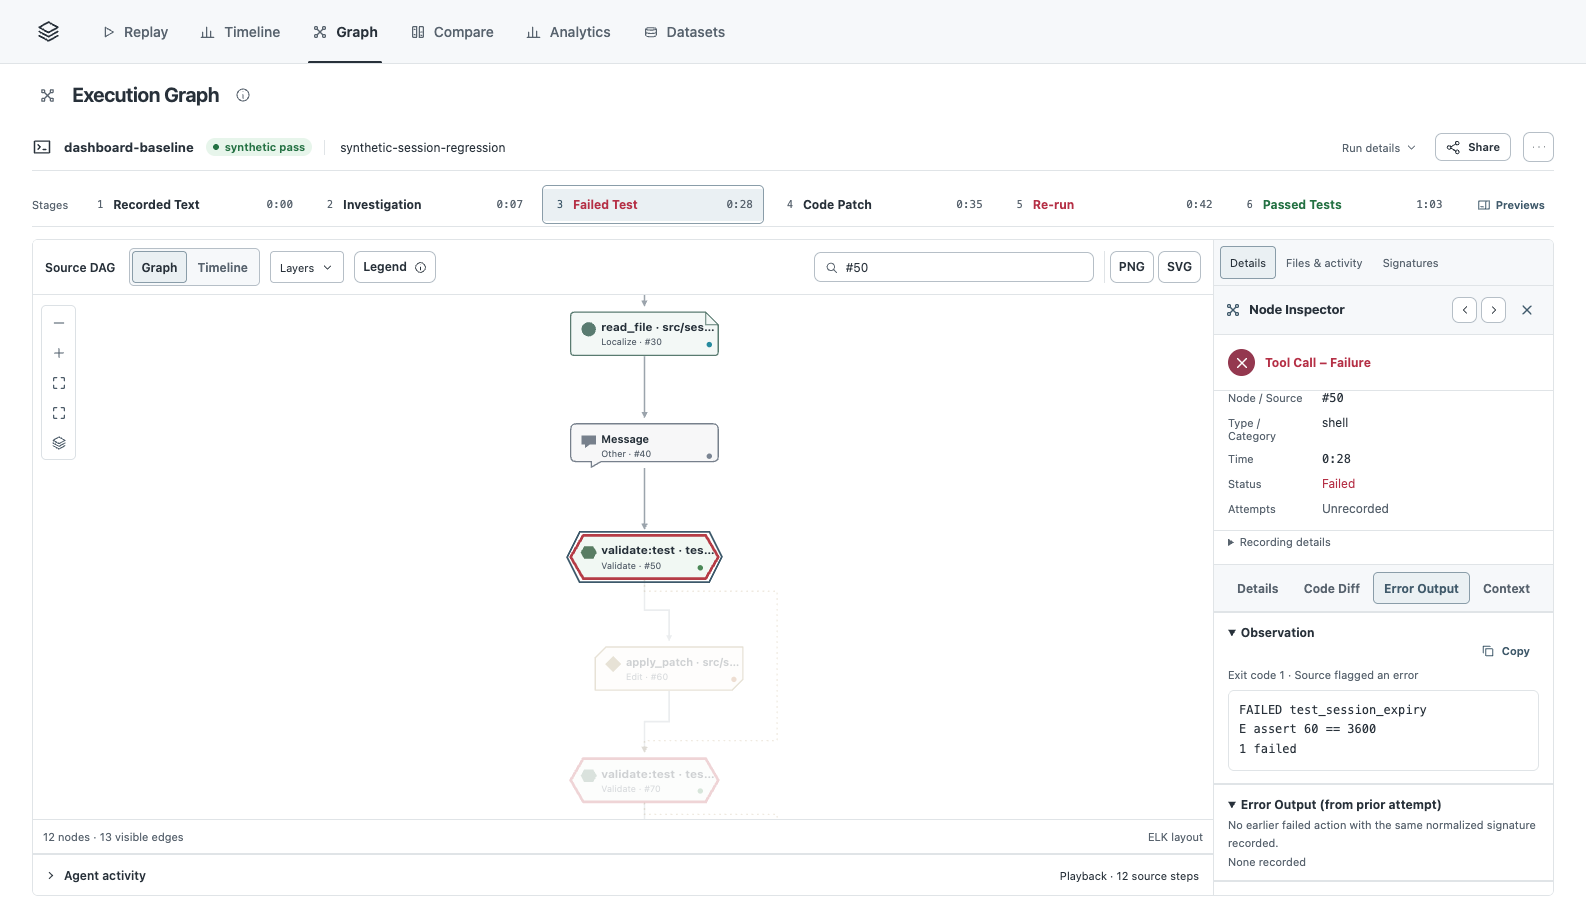 Replay
Timeline
Graph
Compare
Analytics
Datasets
Execution Graph
dashboard-baseline
synthetic pass
synthetic-session-regression
Run details
Share
Stages
1 Recorded Text 0:00
2 Investigation 0:07
3 Failed Test 0:28
4 Code Patch 0:35
5 Re-run 0:42
6 Passed Tests 1:03
Previews
Source DAG
Graph
Timeline
Layers
Legend
#50
PNG
SVG
read_file · src/ses...
Localize · #30
Message
Other · #40
validate:test · tes...
Validate · #50
apply_patch · src/s...
Edit · #60
validate:test · tes...
Validate · #70
12 nodes · 13 visible edges
ELK layout
Agent activity
Playback · 12 source steps
Details
Files & activity
Signatures
Node Inspector
Tool Call – Failure
Node / Source #50
Type /
Category
shell
Time 0:28
Status Failed
Attempts Unrecorded
Recording details
Details
Code Diff
Error Output
Context
Observation
Copy
Exit code 1 · Source flagged an error
FAILED test_session_expiry
E assert 60 == 3600
1 failed
Error Output (from prior attempt)
No earlier failed action with the same normalized signature
recorded.
None recorded